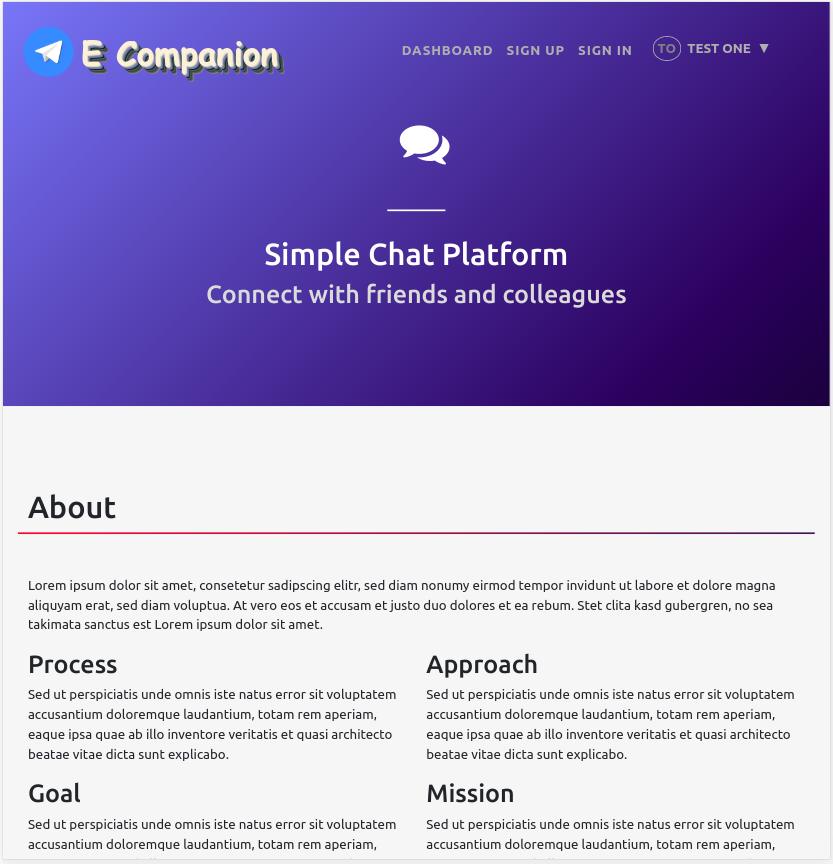 E Companion
DASHBOARD SIGN UP SIGN IN TO TEST ONE ▼
Simple Chat Platform
Connect with friends and colleagues
About
Lorem ipsum dolor sit amet, consetetur sadipscing elitr, sed diam nonumy eirmod tempor invidunt ut labore et dolore magna
aliquyam erat, sed diam voluptua. At vero eos et accusam et justo duo dolores et ea rebum. Stet clita kasd gubergren, no sea
takimata sanctus est Lorem ipsum dolor sit amet.
Process
Sed ut perspiciatis unde omnis iste natus error sit voluptatem
accusantium doloremque laudantium, totam rem aperiam,
eaque ipsa quae ab illo inventore veritatis et quasi architecto
beatae vitae dicta sunt explicabo.
Approach
Sed ut perspiciatis unde omnis iste natus error sit voluptatem
accusantium doloremque laudantium, totam rem aperiam,
eaque ipsa quae ab illo inventore veritatis et quasi architecto
beatae vitae dicta sunt explicabo.
Goal
Sed ut perspiciatis unde omnis iste natus error sit voluptatem
accusantium doloremque laudantium, totam rem aperiam,
Mission
Sed ut perspiciatis unde omnis iste natus error sit voluptatem
accusantium doloremque laudantium, totam rem aperiam,